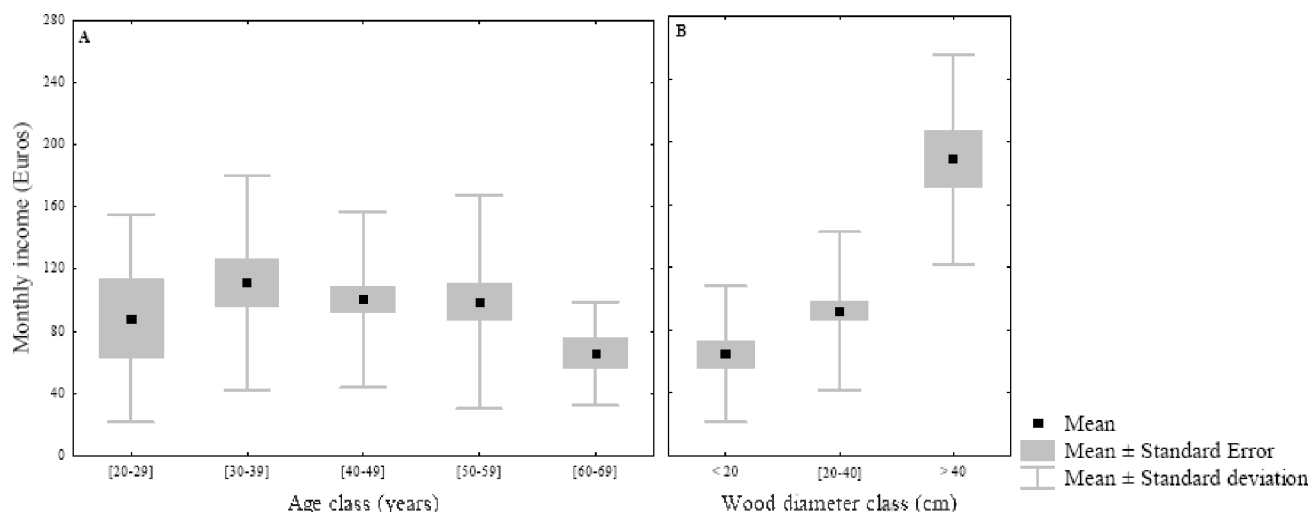 Monthly income (Euros)
280
240
200
160
120
80
40
0
A
[20-29] [30-39] [40-49] [50-59] [60-69]
Age class (years)
B
< 20 [20-40] > 40
Wood diameter class (cm)
Mean
Mean ± Standard Error
Mean ± Standard deviation